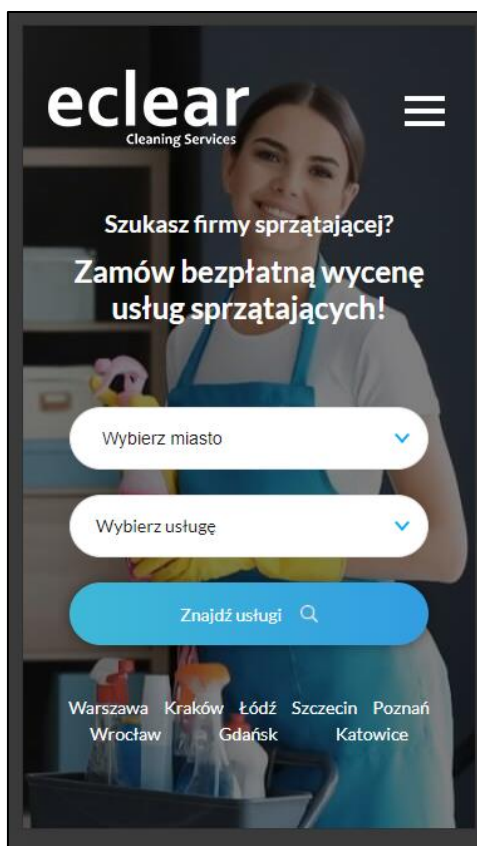 eclear
Cleaning Services
Szukasz firmy sprzątającej?
Zamów bezpłatną wycenę
usług sprzątających!
Wybierz miasto
Wybierz usługę
Znajdź usługi
Warszawa Kraków Łódź Szczecin Poznań
Wrocław Gdańsk Katowice